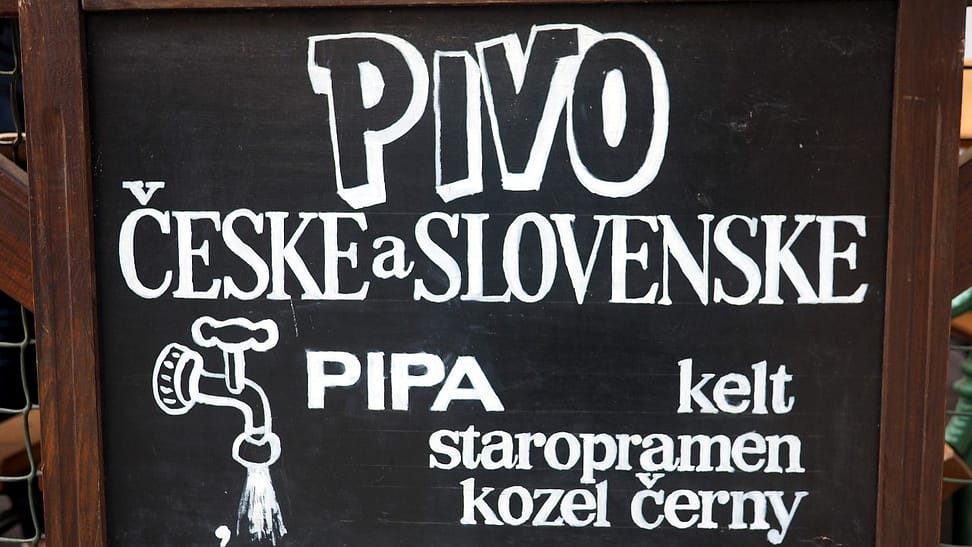 PIVO
ČESKE a SLOVENSKE
PIPA
kelt
staropramen
kozel černy